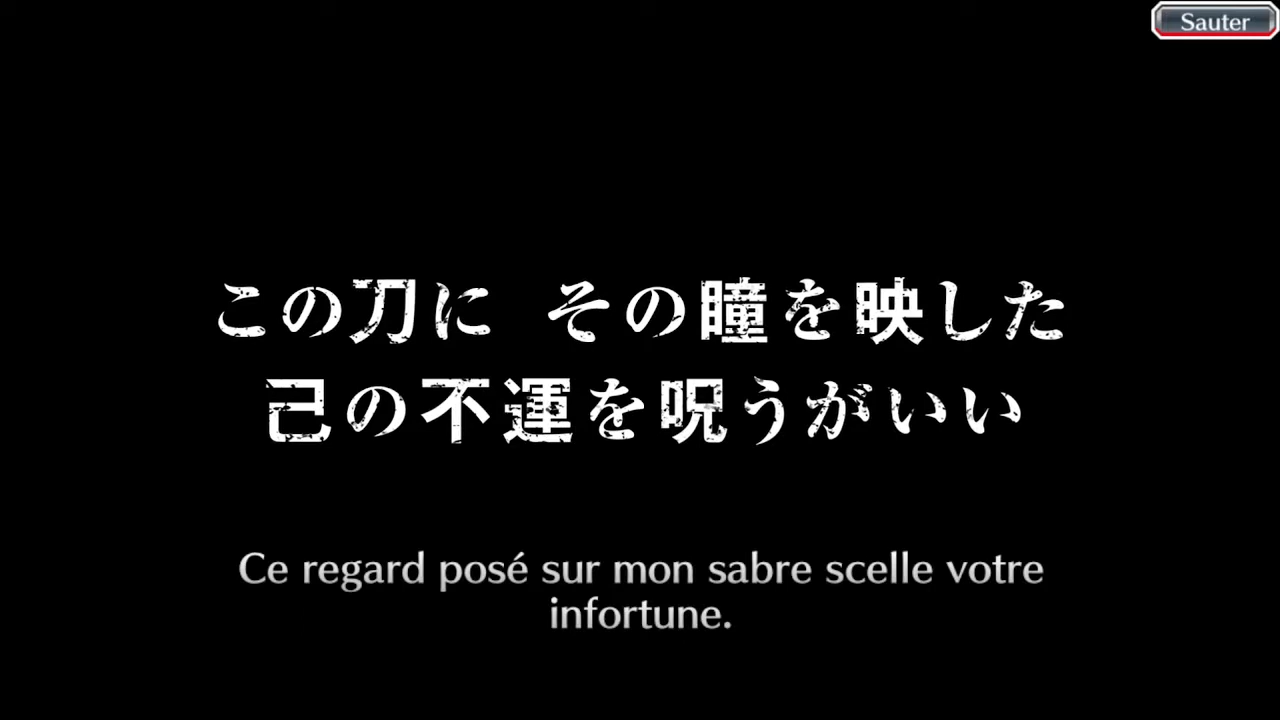 Sauter
この刀に その瞳を映した
己の不運を呪うがいい
Ce regard posé sur mon sabre scelle votre
infortune.